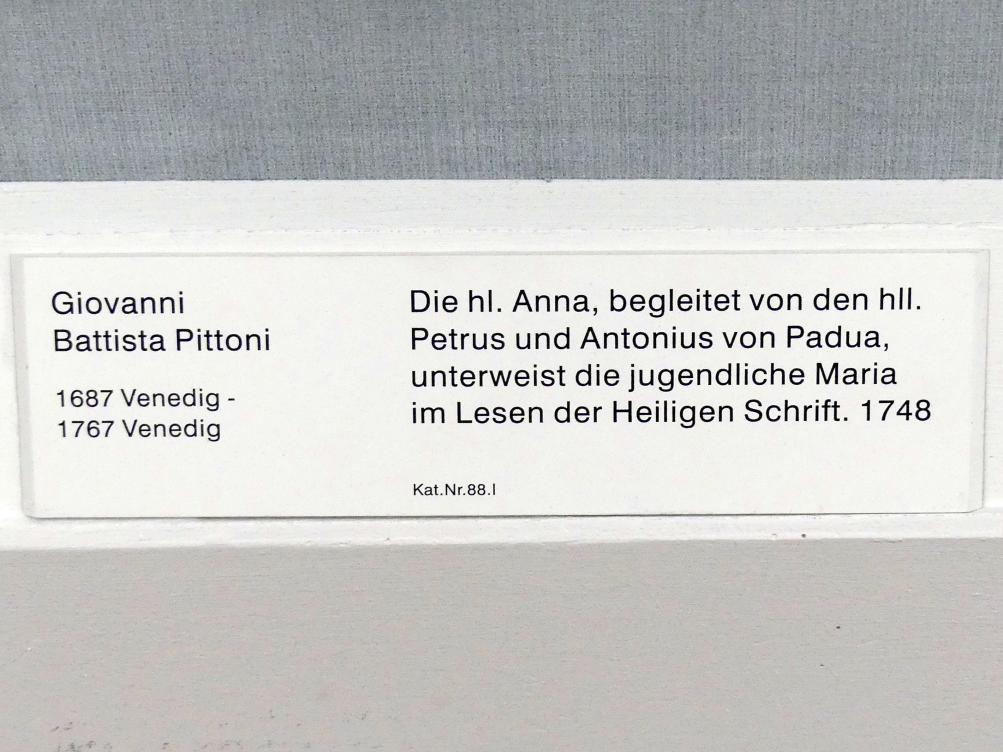 Giovanni
Battista Pittoni
1687 Venedig -
1767 Venedig
Die hl. Anna, begleitet von den hll.
Petrus und Antonius von Padua,
unterweist die jugendliche Maria
im Lesen der Heiligen Schrift. 1748
Kat.Nr.88.I